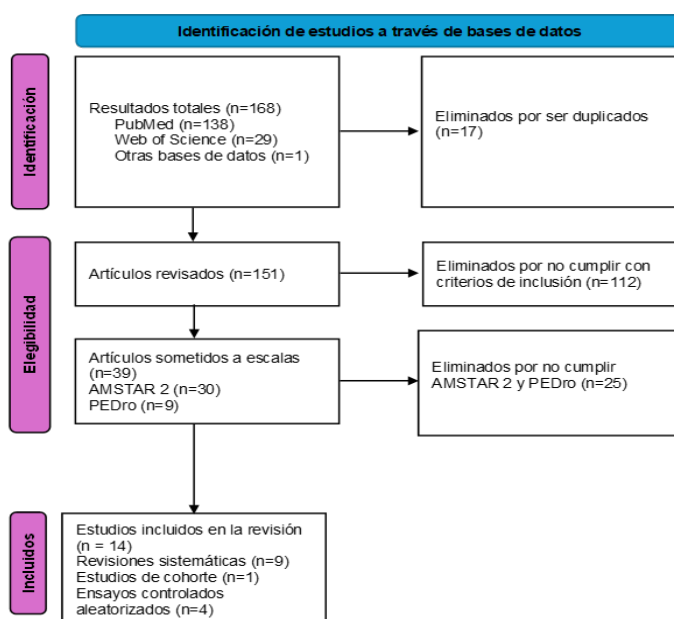 Identificación de estudios a través de bases de datos
Identificación
Resultados totales (n=168)
PubMed (n=138)
Web of Science (n=29)
Otras bases de datos (n=1)
Eliminados por ser duplicados
(n=17)
Elegibilidad
Artículos revisados (n=151)
Eliminados por no cumplir con
criterios de inclusión (n=112)
Artículos sometidos a escalas
(n=39)
AMSTAR 2 (n=30)
PEDro (n=9)
Eliminados por no cumplir
AMSTAR 2 y PEDro (n=25)
Incluidos
Estudios incluidos en la revisión
(n = 14)
Revisiones sistemáticas (n=9)
Estudios de cohorte (n=1)
Ensayos controlados
aleatorizados (n=4)